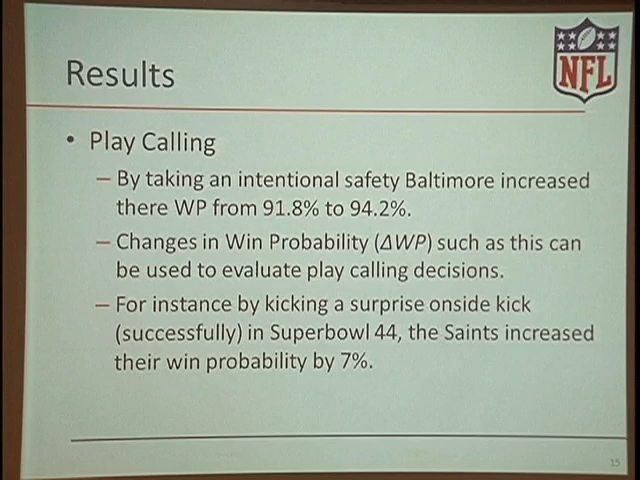 Results
NFL
• Play Calling
– By taking an intentional safety Baltimore increased
there WP from 91.8% to 94.2%.
– Changes in Win Probability (ΔWP) such as this can
be used to evaluate play calling decisions.
– For instance by kicking a surprise onside kick
(successfully) in Superbowl 44, the Saints increased
their win probability by 7%.
15